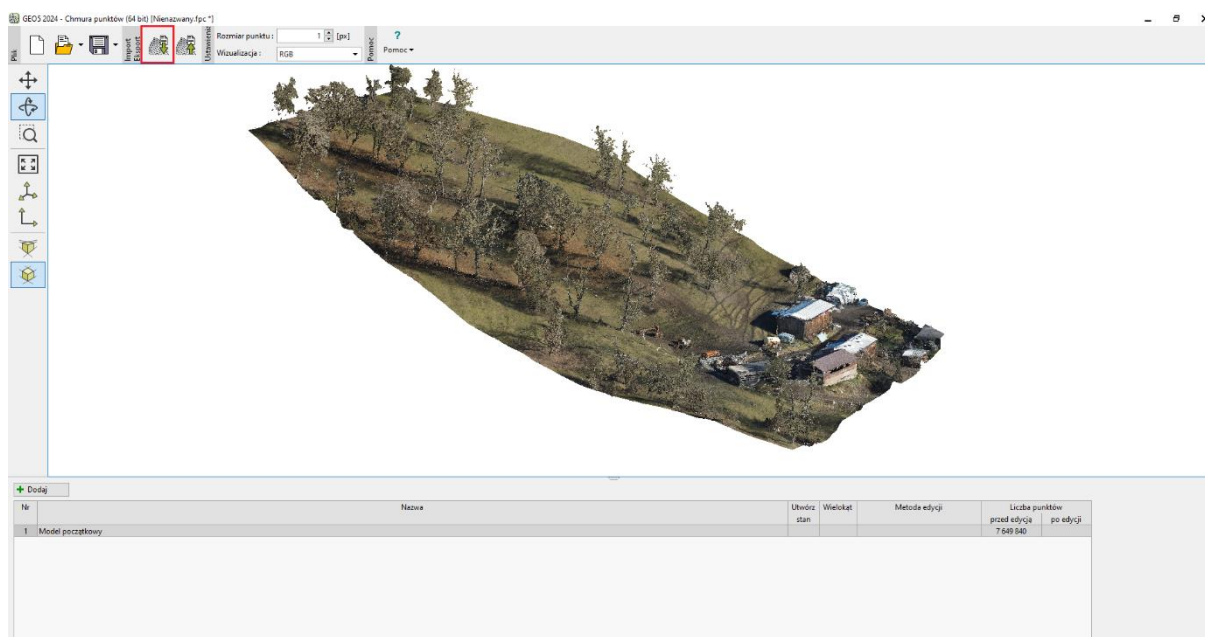 GEO5 2024 - Chmura punktów (64 bit) [Nienazwany.fpc *]
Plik
Import
Eksport
Ustawienia
Rozmiar punktu :
1
[px]
Wizualizacja :
RGB
Pomoc
?
Pomoc
Dodaj
Nr
Nazwa
Utwórz
stan
Wielokąt
Metoda edycji
Liczba punktów
przed edycją
po edycji
1
Model początkowy
7 649 840